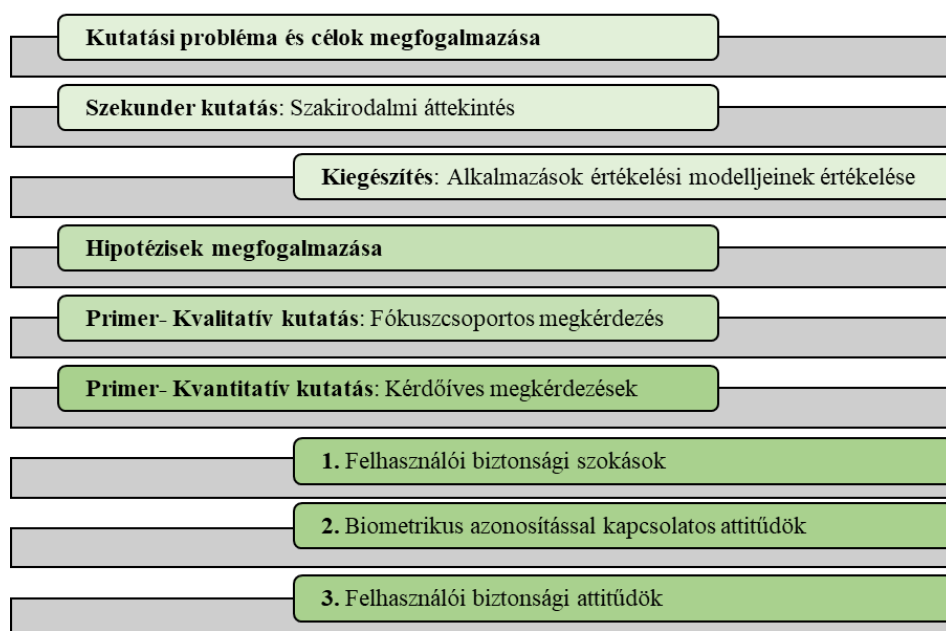 Kutatási probléma és célok megfogalmazása
Szekunder kutatás: Szakirodalmi áttekintés
Kiegészítés: Alkalmazások értékelési modelljeinek értékelése
Hipotézisek megfogalmazása
Primer- Kvalitatív kutatás: Fókuszcsoportos megkérdezés
Primer- Kvantitatív kutatás: Kérdőíves megkérdezések
1. Felhasználói biztonsági szokások
2. Biometrikus azonosítással kapcsolatos attitűdök
3. Felhasználói biztonsági attitűdök